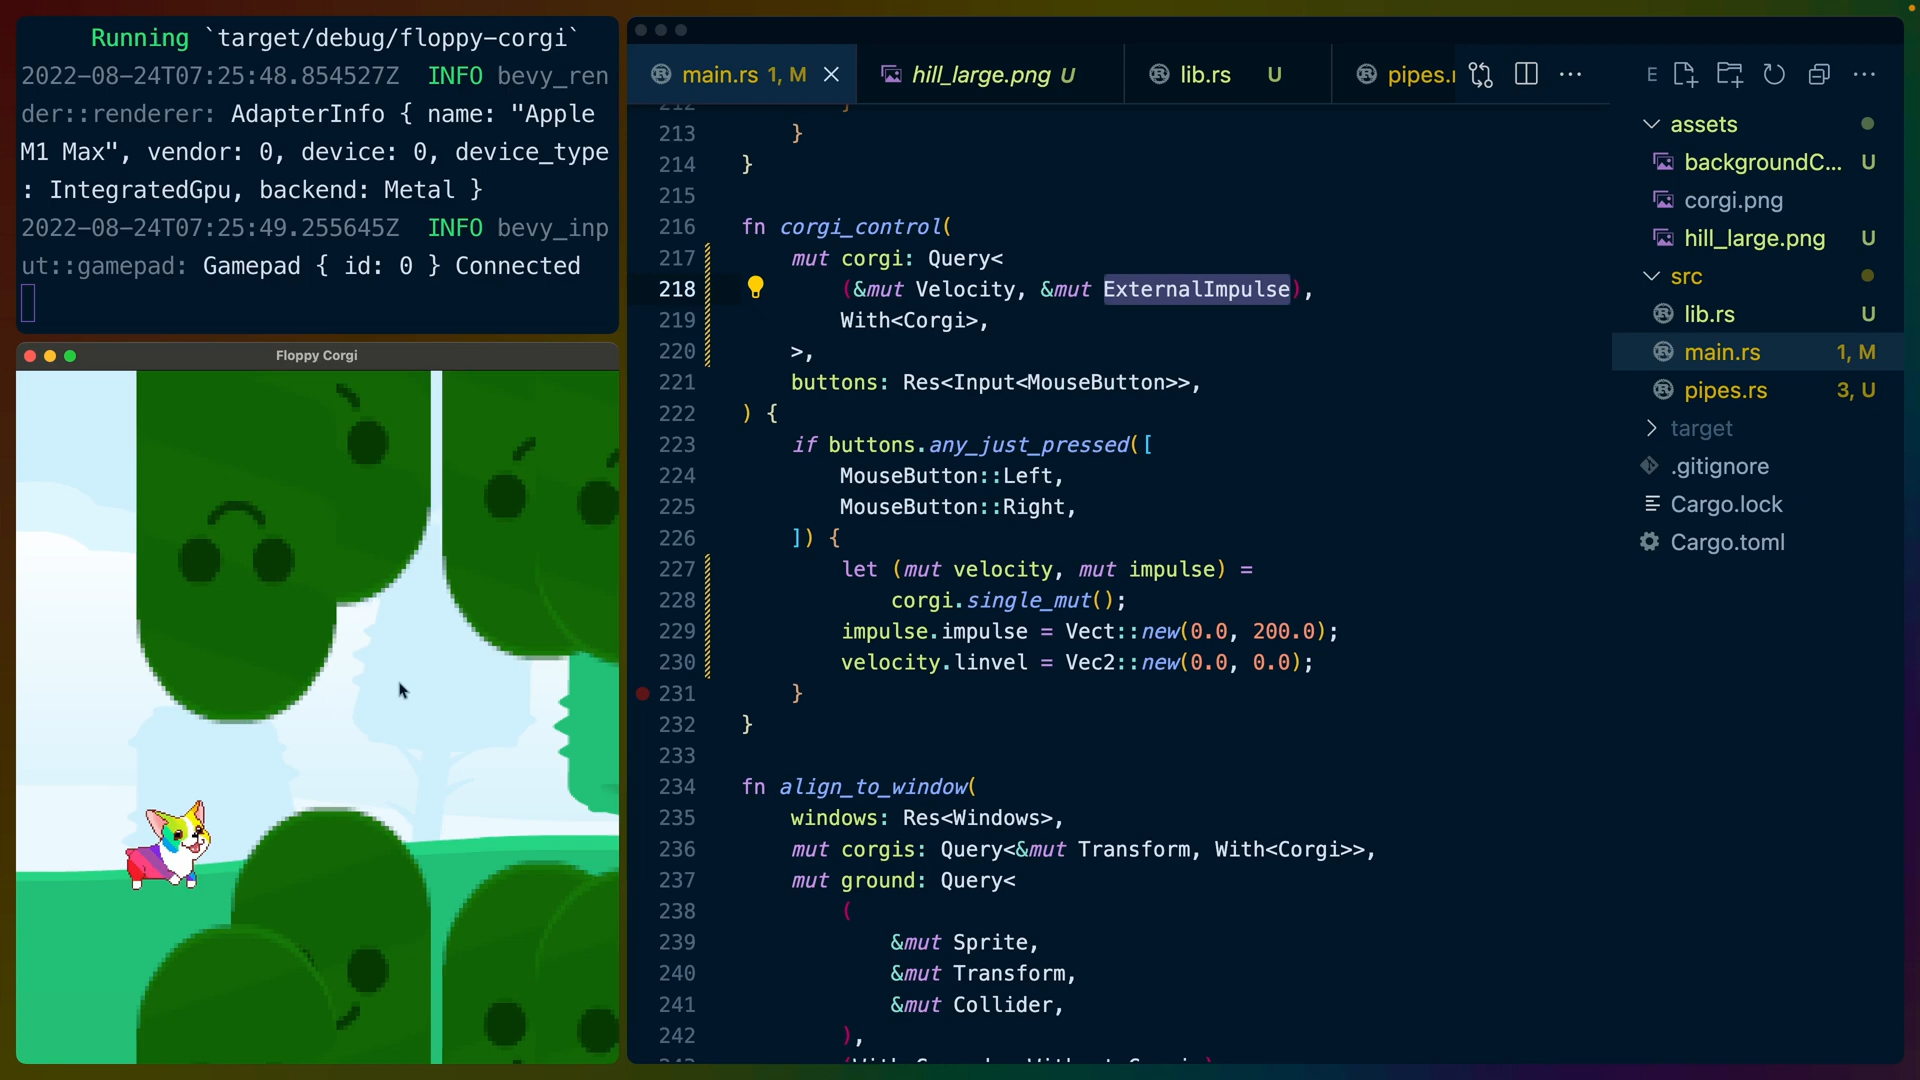 Running `target/debug/floppy-corgi`
2022-08-24T07:25:48.854527Z  INFO bevy_ren
der::renderer: AdapterInfo { name: "Apple
M1 Max", vendor: 0, device: 0, device_type
: IntegratedGpu, backend: Metal }
2022-08-24T07:25:49.255645Z  INFO bevy_inp
ut::gamepad: Gamepad { id: 0 } Connected
Floppy Corgi
main.rs 1, M
hill_large.png U
lib.rs U
pipes.r
213 }
214 }
215
216 fn corgi_control(
217 mut corgi: Query<
218 (&mut Velocity, &mut ExternalImpulse),
219 With<Corgi>,
220 >,
221 buttons: Res<Input<MouseButton>>,
222 ) {
223 if buttons.any_just_pressed([
224 MouseButton::Left,
225 MouseButton::Right,
226 ]) {
227 let (mut velocity, mut impulse) =
228 corgi.single_mut();
229 impulse.impulse = Vect::new(0.0, 200.0);
230 velocity.linvel = Vec2::new(0.0, 0.0);
231 }
232 }
233
234 fn align_to_window(
235 windows: Res<Windows>,
236 mut corgis: Query<&mut Transform, With<Corgi>>,
237 mut ground: Query<
238 (
239 &mut Sprite,
240 &mut Transform,
241 &mut Collider,
242 ),
E
assets
backgroundC... U
corgi.png
hill_large.png U
src
lib.rs U
main.rs 1, M
pipes.rs 3, U
target
.gitignore
Cargo.lock
Cargo.toml